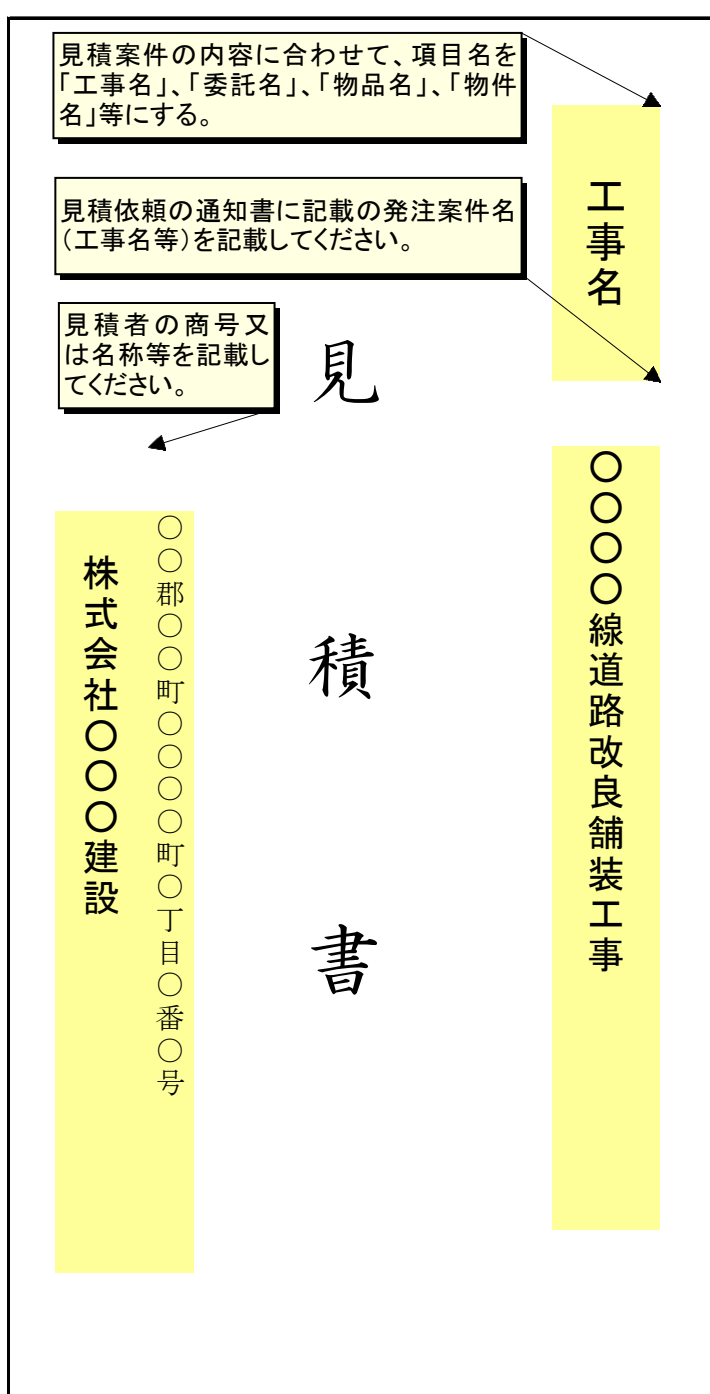 見積案件の内容に合わせて、項目名を
「工事名」、「委託名」、「物品名」、「物件
名」等にする。
見積依頼の通知書に記載の発注案件名
（工事名等）を記載してください。
見積者の商号又
は名称等を記載し
てください。
工事名
〇〇〇〇線道路改良舗装工事
見積書
〇〇郡〇〇町〇〇〇〇町〇丁目〇番〇号
株式会社〇〇〇建設